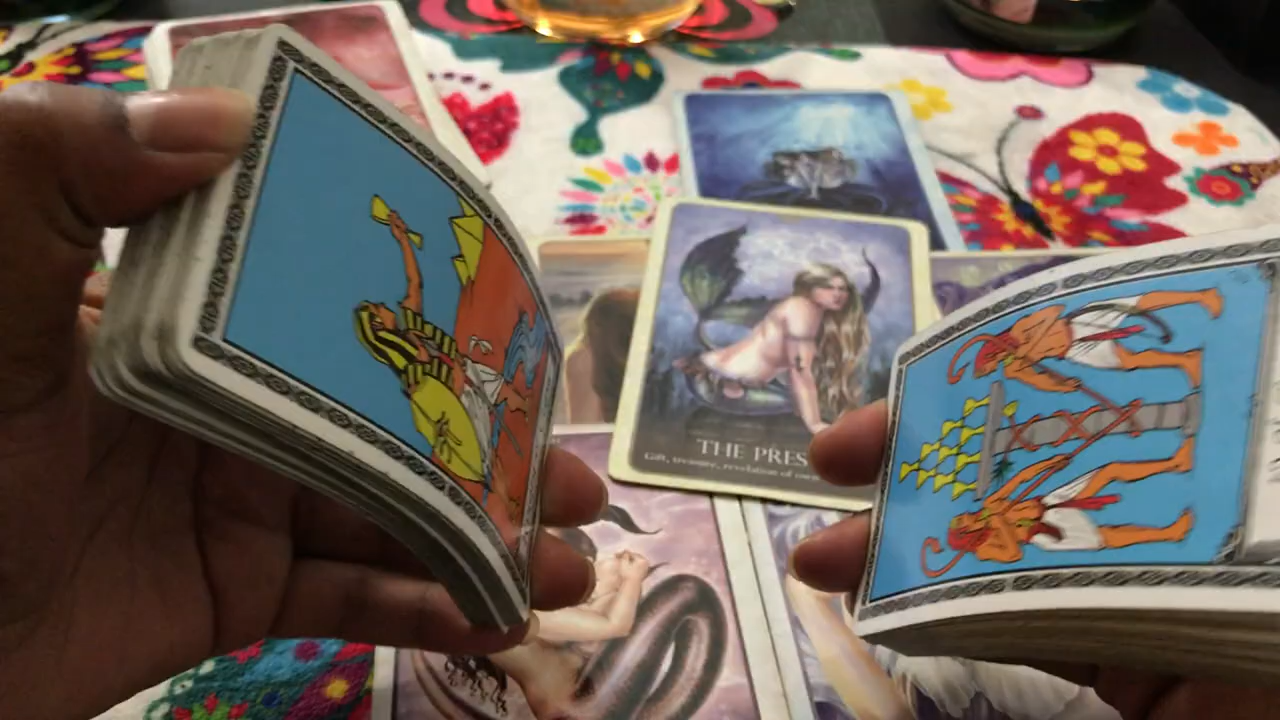 THE PRES
Gift, treasure, revelation of